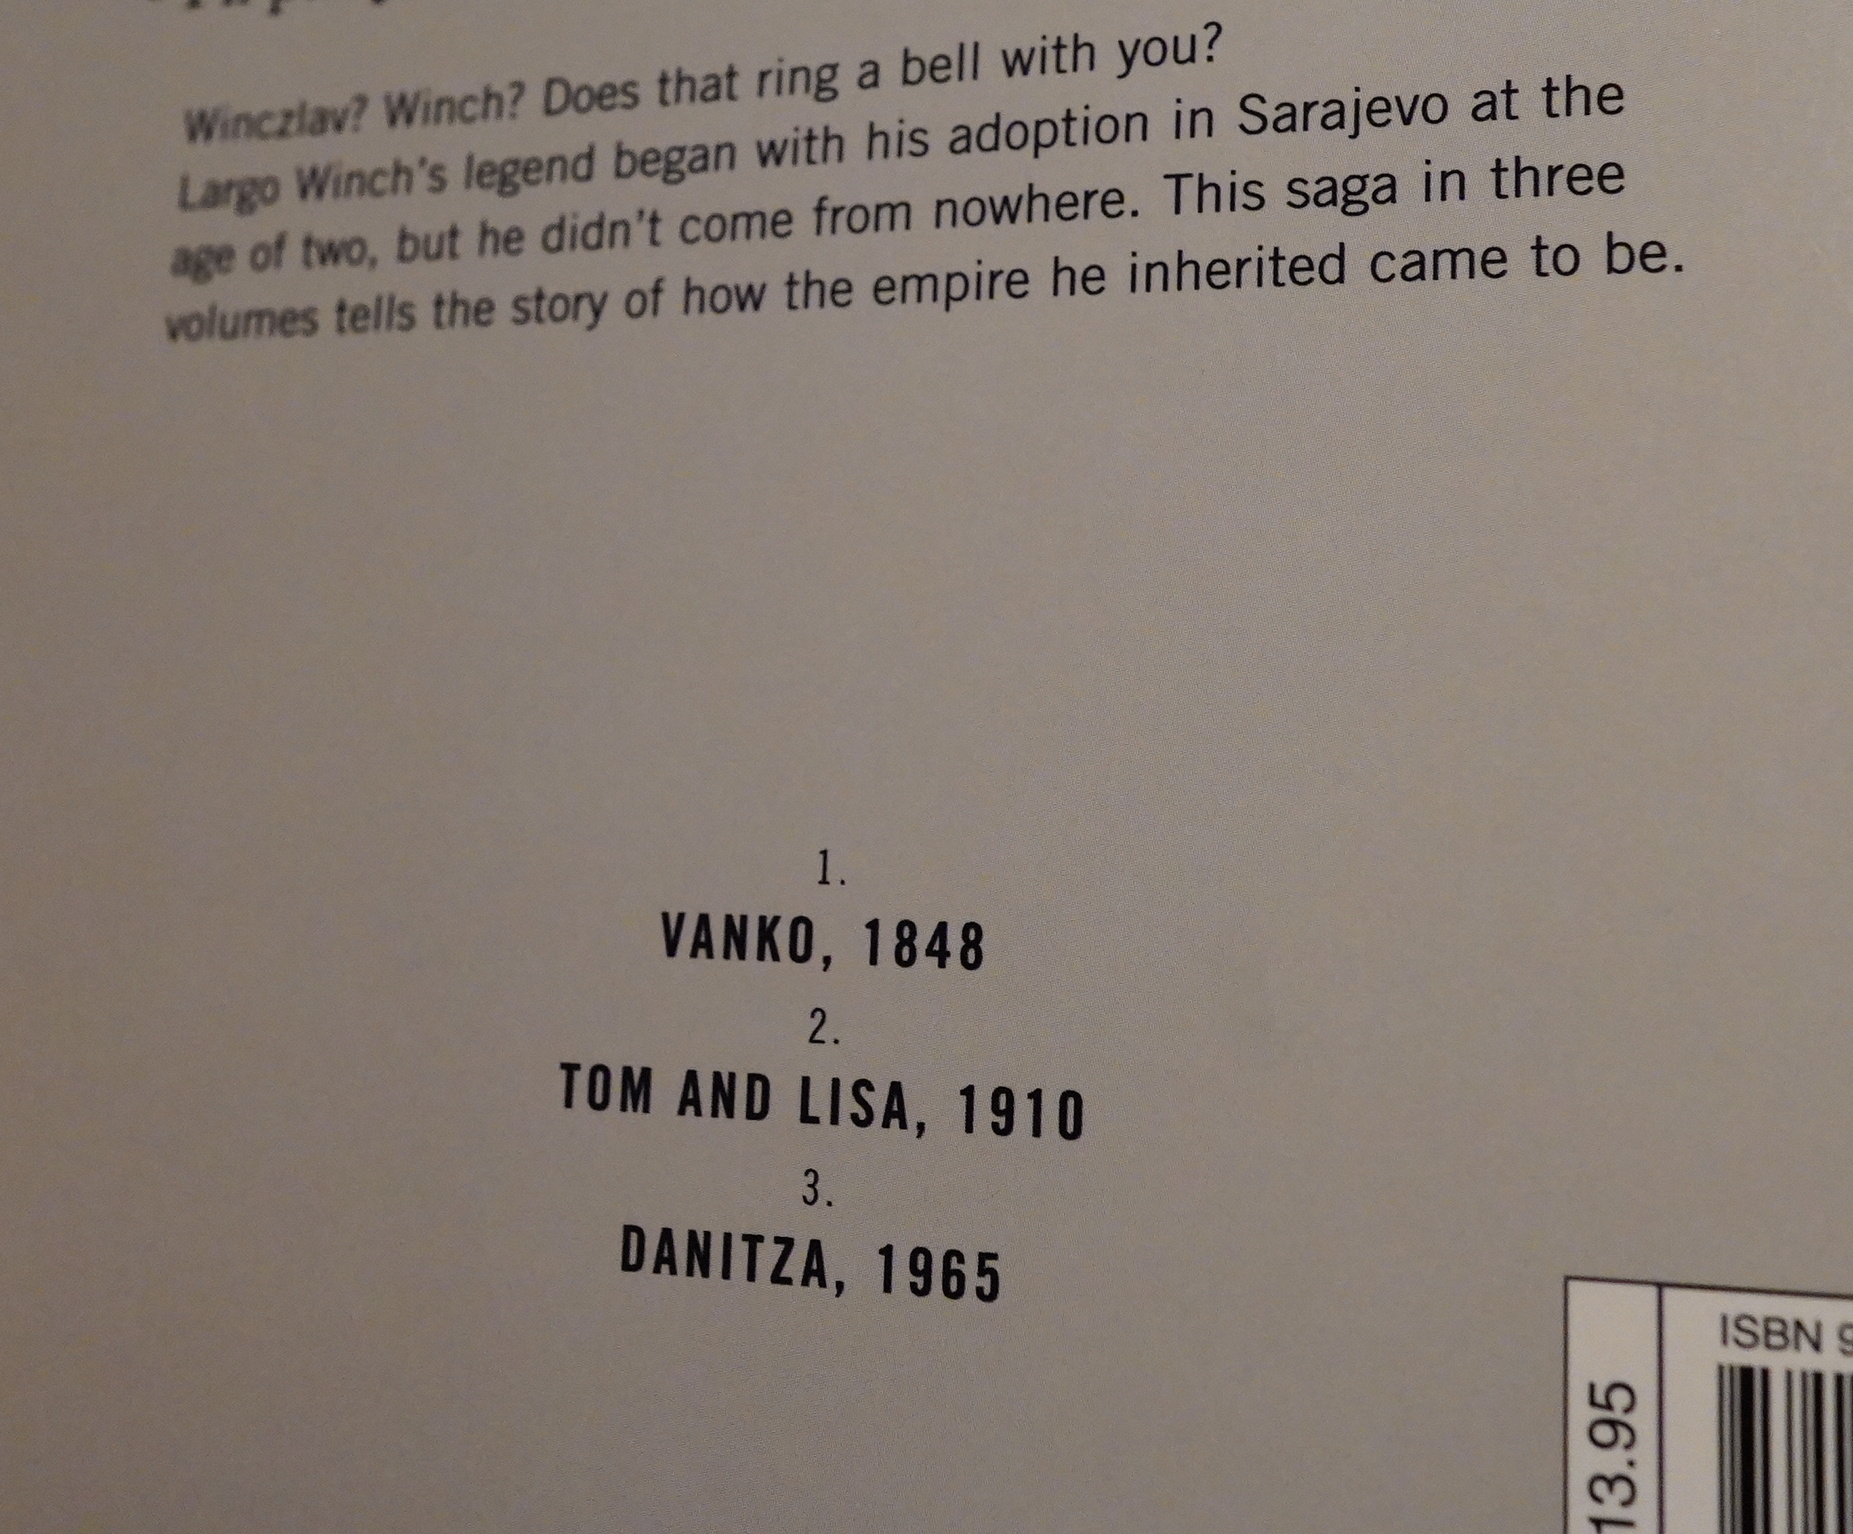 Winczlav? Winch? Does that ring a bell with you?
Largo Winch's legend began with his adoption in Sarajevo at the
age of two, but he didn't come from nowhere. This saga in three
volumes tells the story of how the empire he inherited came to be.
1.
VANKO, 1848
2.
TOM AND LISA, 1910
3.
DANITZA, 1965
ISBN 9
13.95